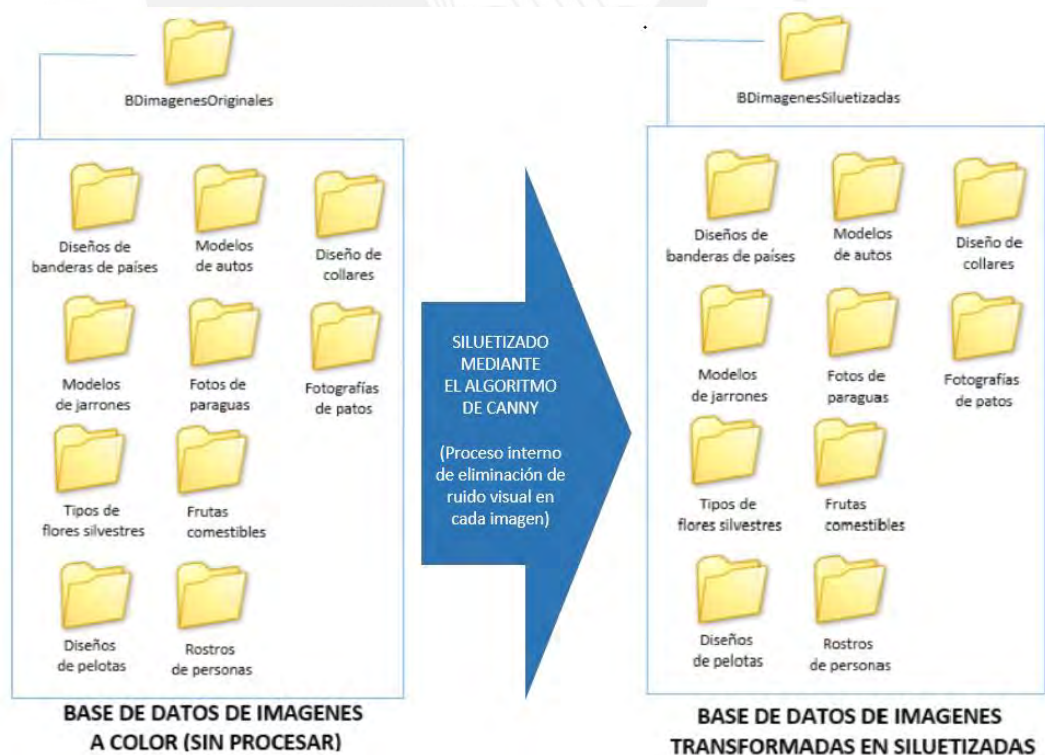 BDimagenesOriginales
Diseños de
banderas de países
Modelos
de autos
Diseño de
collares
Modelos
de jarrones
Fotos de
paraguas
Fotografías
de patos
Tipos de
flores silvestres
Frutas
comestibles
Diseños
de pelotas
Rostros
de personas
BASE DE DATOS DE IMAGENES
A COLOR (SIN PROCESAR)
SILUETIZADO
MEDIANTE
EL ALGORITMO
DE CANNY
(Proceso interno
de eliminación de
ruido visual en
cada imagen)
BDimagenesSiluetizadas
Diseños de
banderas de países
Modelos
de autos
Diseño de
collares
Modelos
de jarrones
Fotos de
paraguas
Fotografías
de patos
Tipos de
flores silvestres
Frutas
comestibles
Diseños
de pelotas
Rostros
de personas
BASE DE DATOS DE IMAGENES
TRANSFORMADAS EN SILUETIZADAS